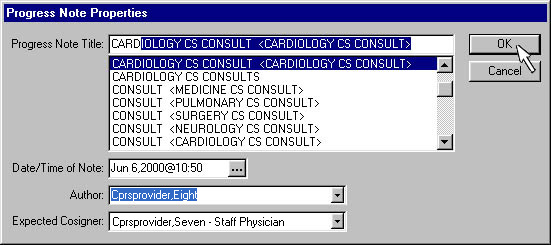 Progress Note Properties
Progress Note Title: CARDIOLOGY CS CONSULT <CARDIOLOGY CS CONSULT>
OK
CARDIOLOGY CS CONSULT <CARDIOLOGY CS CONSULT>
Cancel
CARDIOLOGY CS CONSULTS
CONSULT <MEDICINE CS CONSULT>
CONSULT <PULMONARY CS CONSULT>
CONSULT <SURGERY CS CONSULT>
CONSULT <NEUROLOGY CS CONSULT>
CONSULT <CARDIOLOGY CS CONSULT>
Date/Time of Note: Jun 6,2000@10:50 ...
Author: Cprsprovider,Eight
Expected Cosigner: Cprsprovider,Seven - Staff Physician